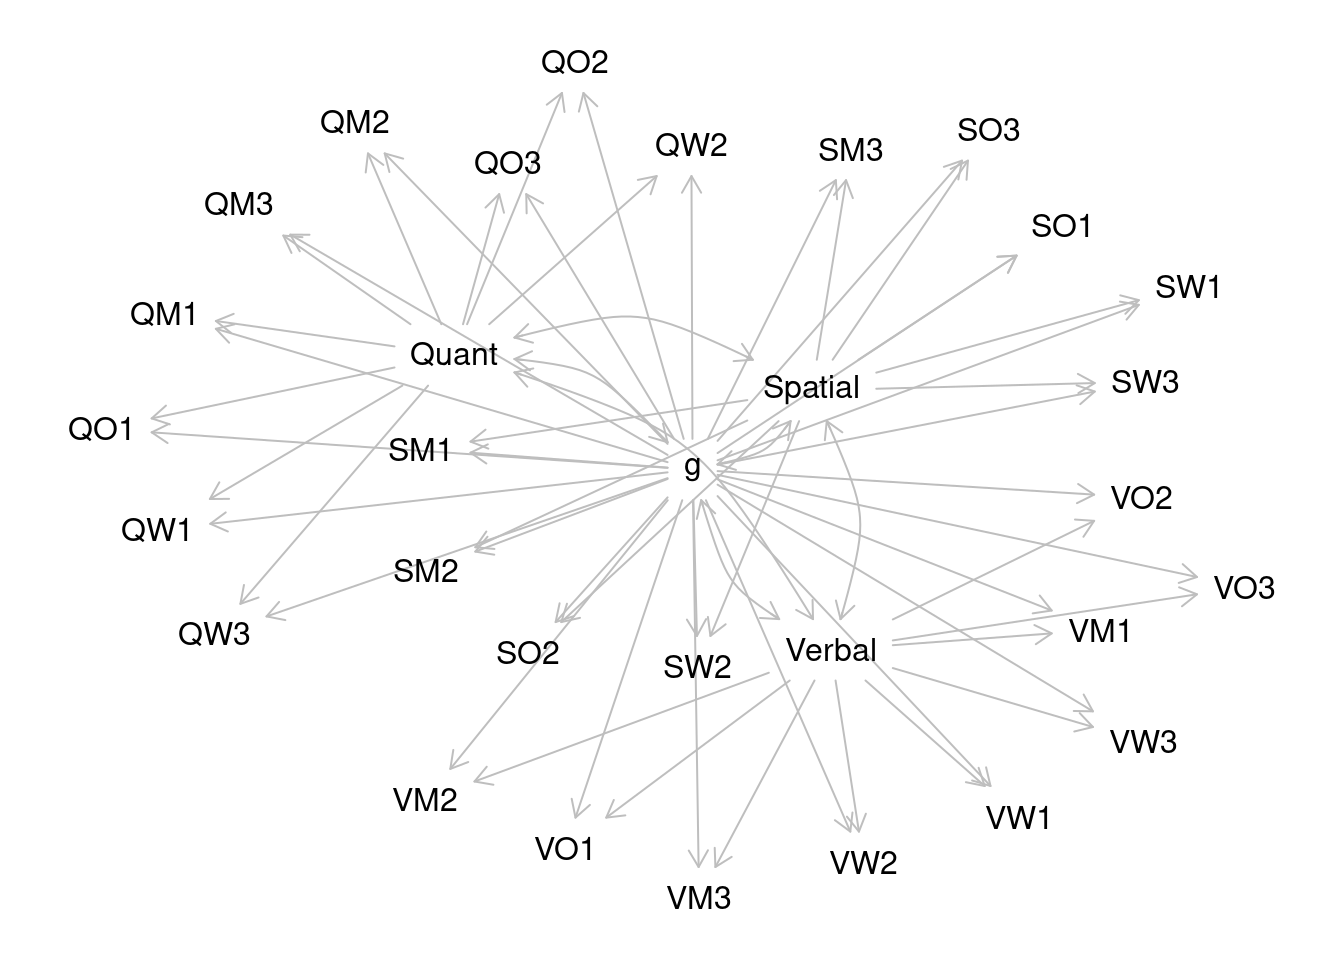 QO2
QM2
SO3
QW2
SM3
QO3
QM3
SO1
SW1
QM1
Quant
SW3
Spatial
QO1
SM1
g
VO2
QW1
SM2
VO3
QW3
VM1
Verbal
SO2
SW2
VW3
VM2
VW1
VO1
VW2
VM3